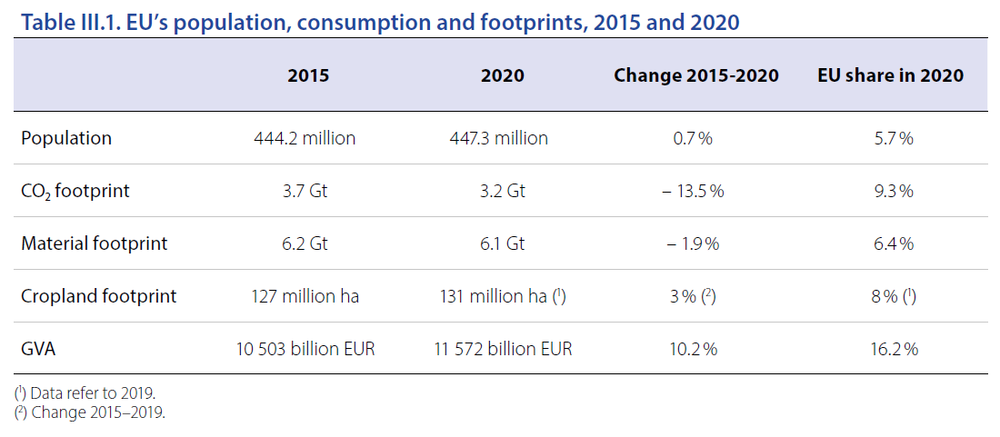 Table III.1. EU’s population, consumption and footprints, 2015 and 2020
2015 2020 Change 2015-2020 EU share in 2020
Population 444.2 million 447.3 million 0.7 % 5.7 %
CO₂ footprint 3.7 Gt 3.2 Gt – 13.5 % 9.3 %
Material footprint 6.2 Gt 6.1 Gt – 1.9 % 6.4 %
Cropland footprint 127 million ha 131 million ha (¹) 3 % (²) 8 % (¹)
GVA 10 503 billion EUR 11 572 billion EUR 10.2 % 16.2 %
(¹) Data refer to 2019.
(²) Change 2015–2019.